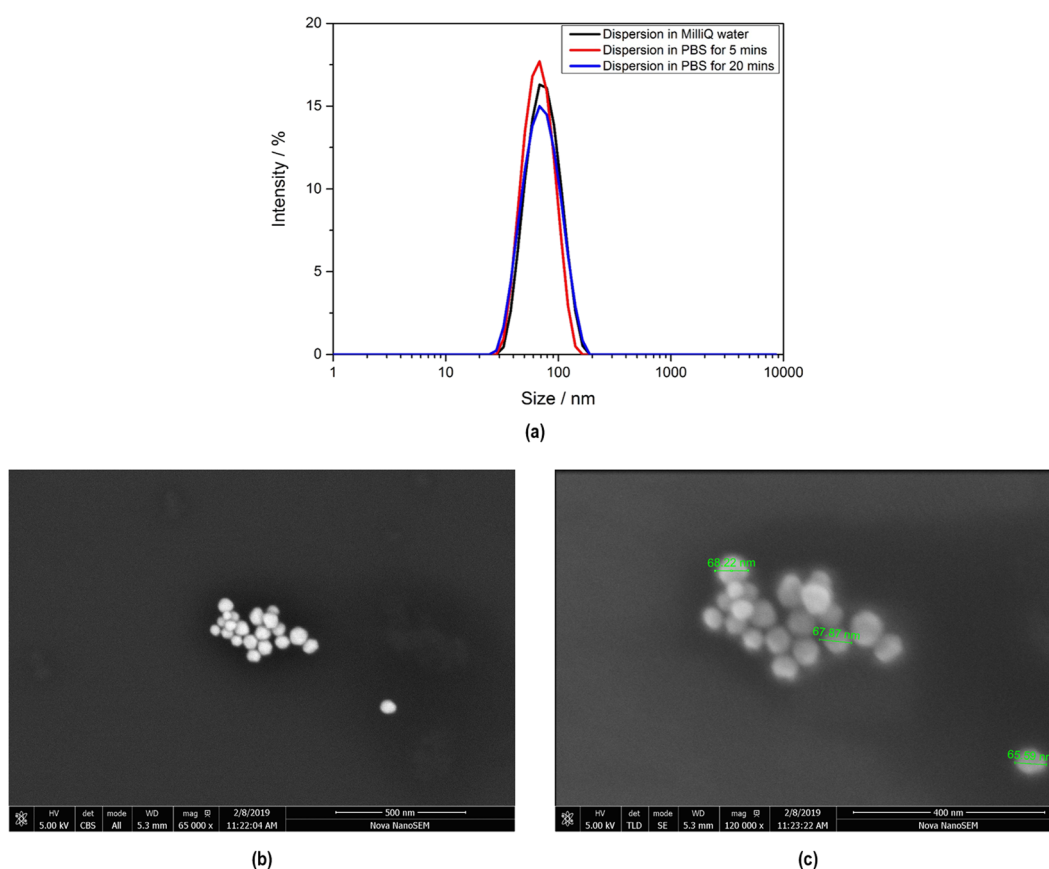 20
Dispersion in MilliQ water
Dispersion in PBS for 5 mins
Dispersion in PBS for 20 mins
15
Intensity / %
10
5
0
1 10 100 1000 10000
Size / nm
(a)
HV det mode WD mag 2/8/2019 500 nm
5.00 kV CBS All 5.3 mm 65 000 x 11:22:04 AM Nova NanoSEM
(b)
68.22 nm
67.87 nm
HV det mode WD mag 2/8/2019 400 nm
5.00 kV TLD SE 5.3 mm 120 000 x 11:23:22 AM Nova NanoSEM
(c)